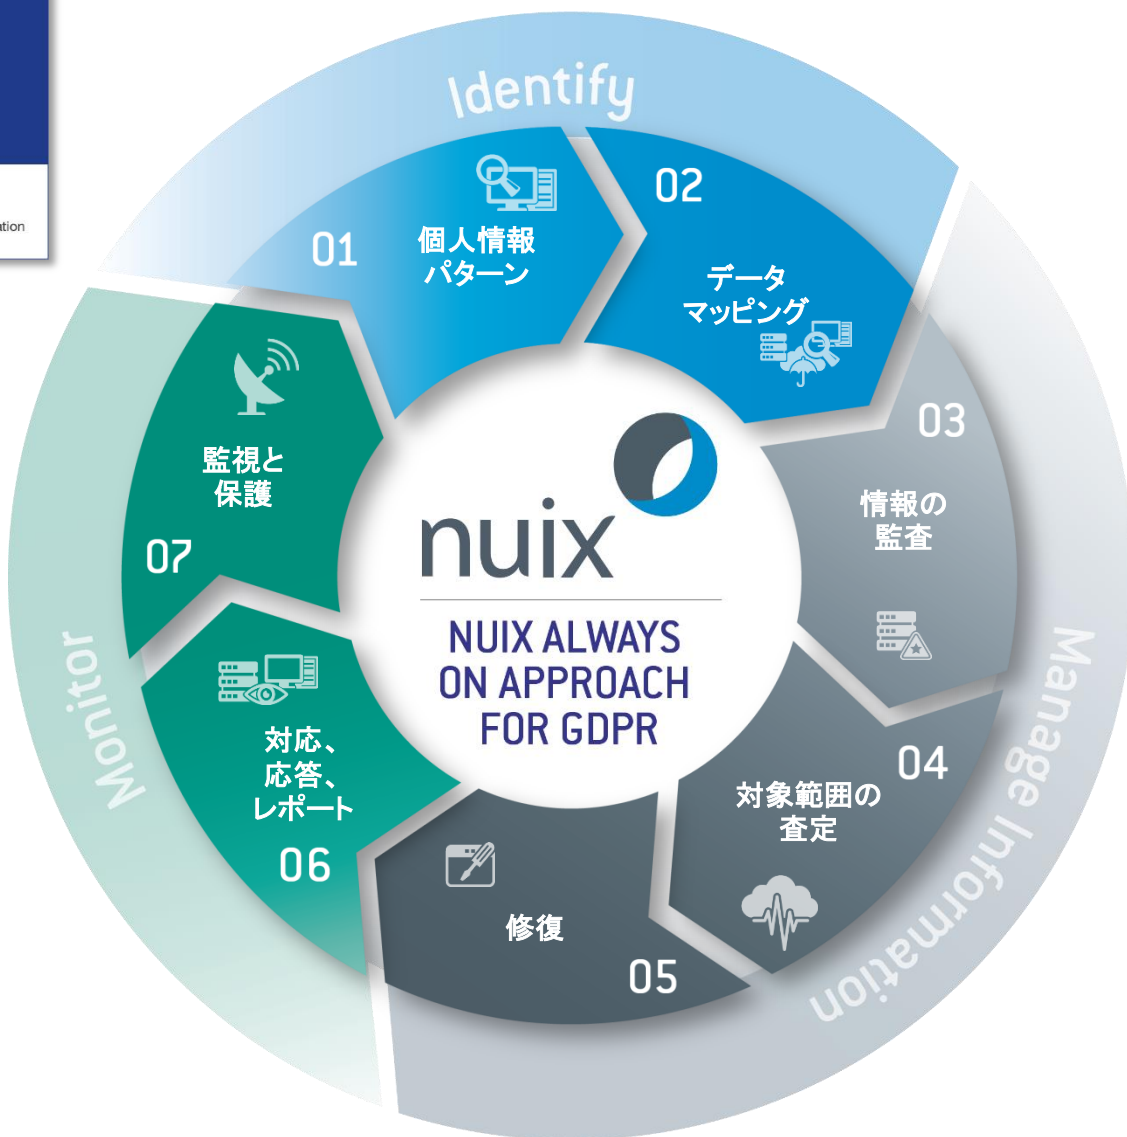 Identify
01
個人情報
パターン
02
データ
マッピング
03
情報の
監査
Manage Information
04
対象範囲の
査定
05
修復
06
対応、
応答、
レポート
Monitor
07
監視と
保護
nuix
NUIX ALWAYS
ON APPROACH
FOR GDPR